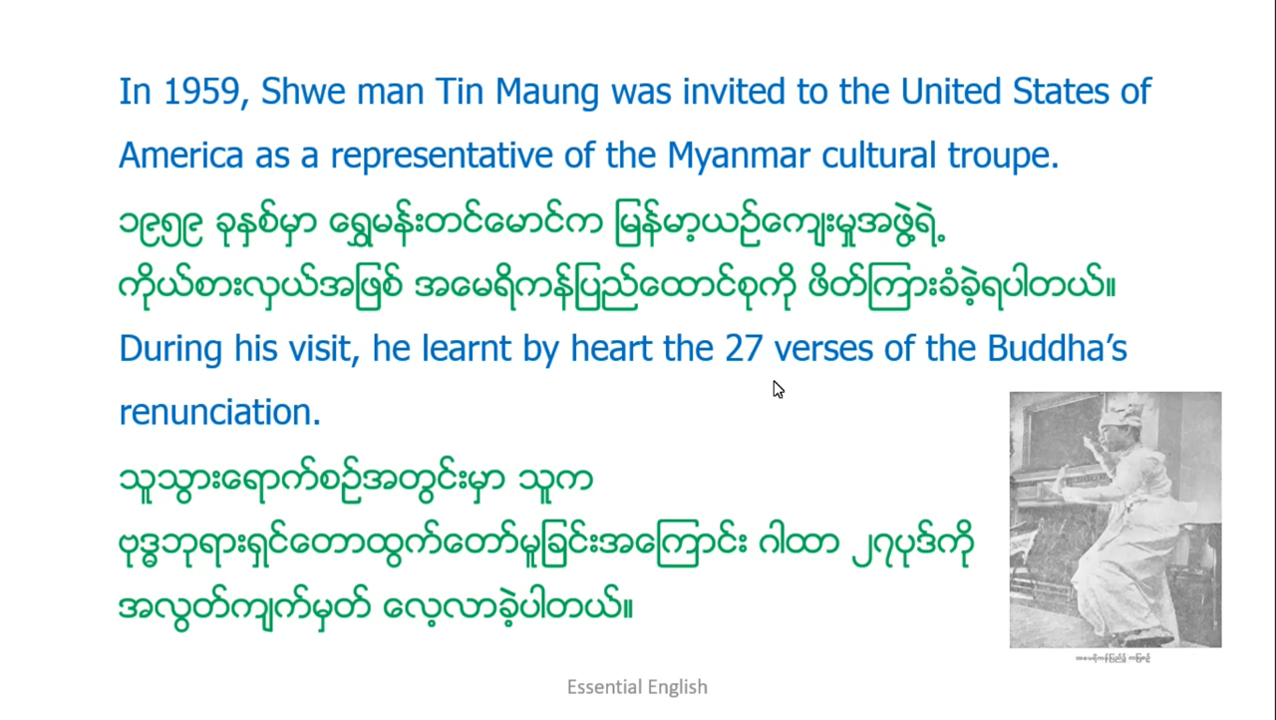 In 1959, Shwe man Tin Maung was invited to the United States of
America as a representative of the Myanmar cultural troupe.
၁၉၅၉ ခုနှစ်မှာ ရွှေမန်းတင်မောင်က မြန်မာ့ယဉ်ကျေးမှုအဖွဲ့ရဲ့
ကိုယ်စားလှယ်အဖြစ် အမေရိကန်ပြည်ထောင်စုကို ဖိတ်ကြားခံခဲ့ရပါတယ်။
During his visit, he learnt by heart the 27 verses of the Buddha’s
renunciation.
သူသွားရောက်စဉ်အတွင်းမှာ သူက
ဗုဒ္ဓဘုရားရှင်တောထွက်တော်မူခြင်းအကြောင်း ဂါထာ ၂၇ပုဒ်ကို
အလွတ်ကျက်မှတ် လေ့လာခဲ့ပါတယ်။
Essential English